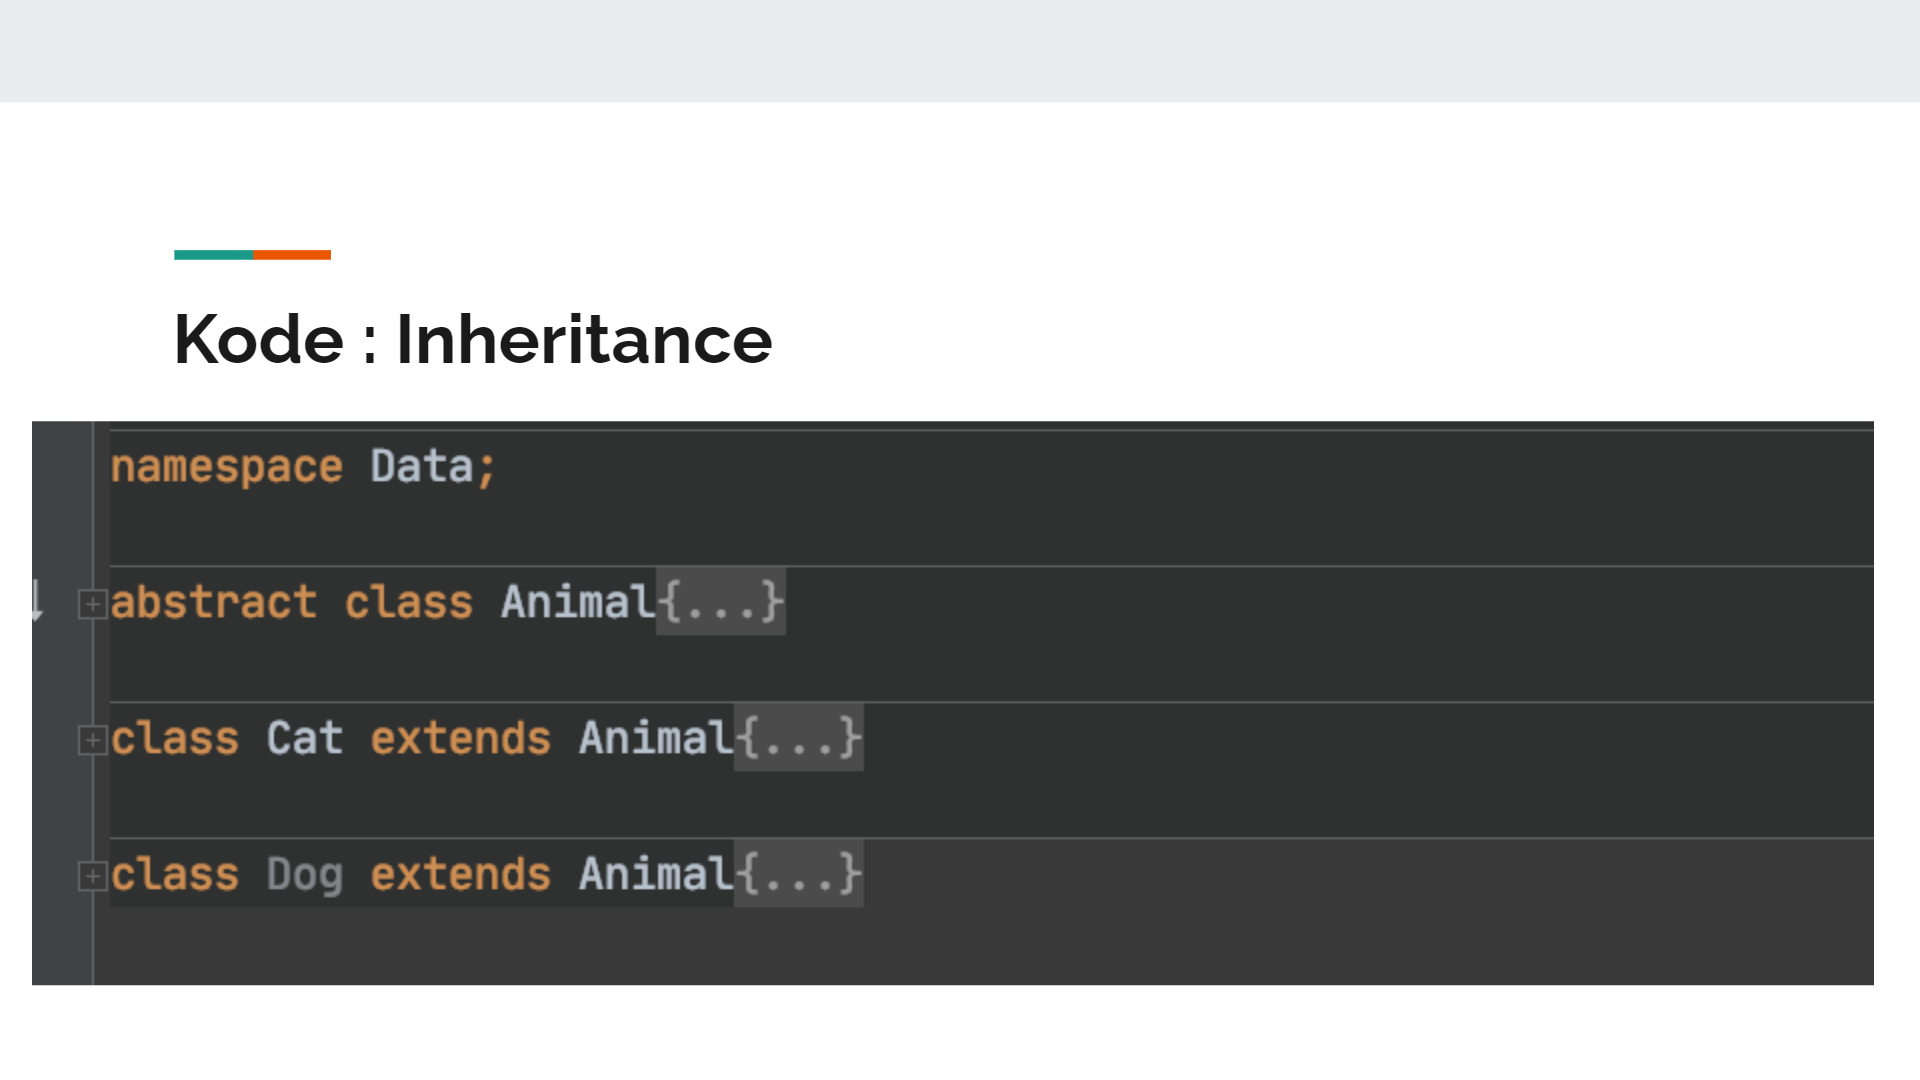 Kode : Inheritance
namespace Data;
abstract class Animal{...}
class Cat extends Animal{...}
class Dog extends Animal{...}